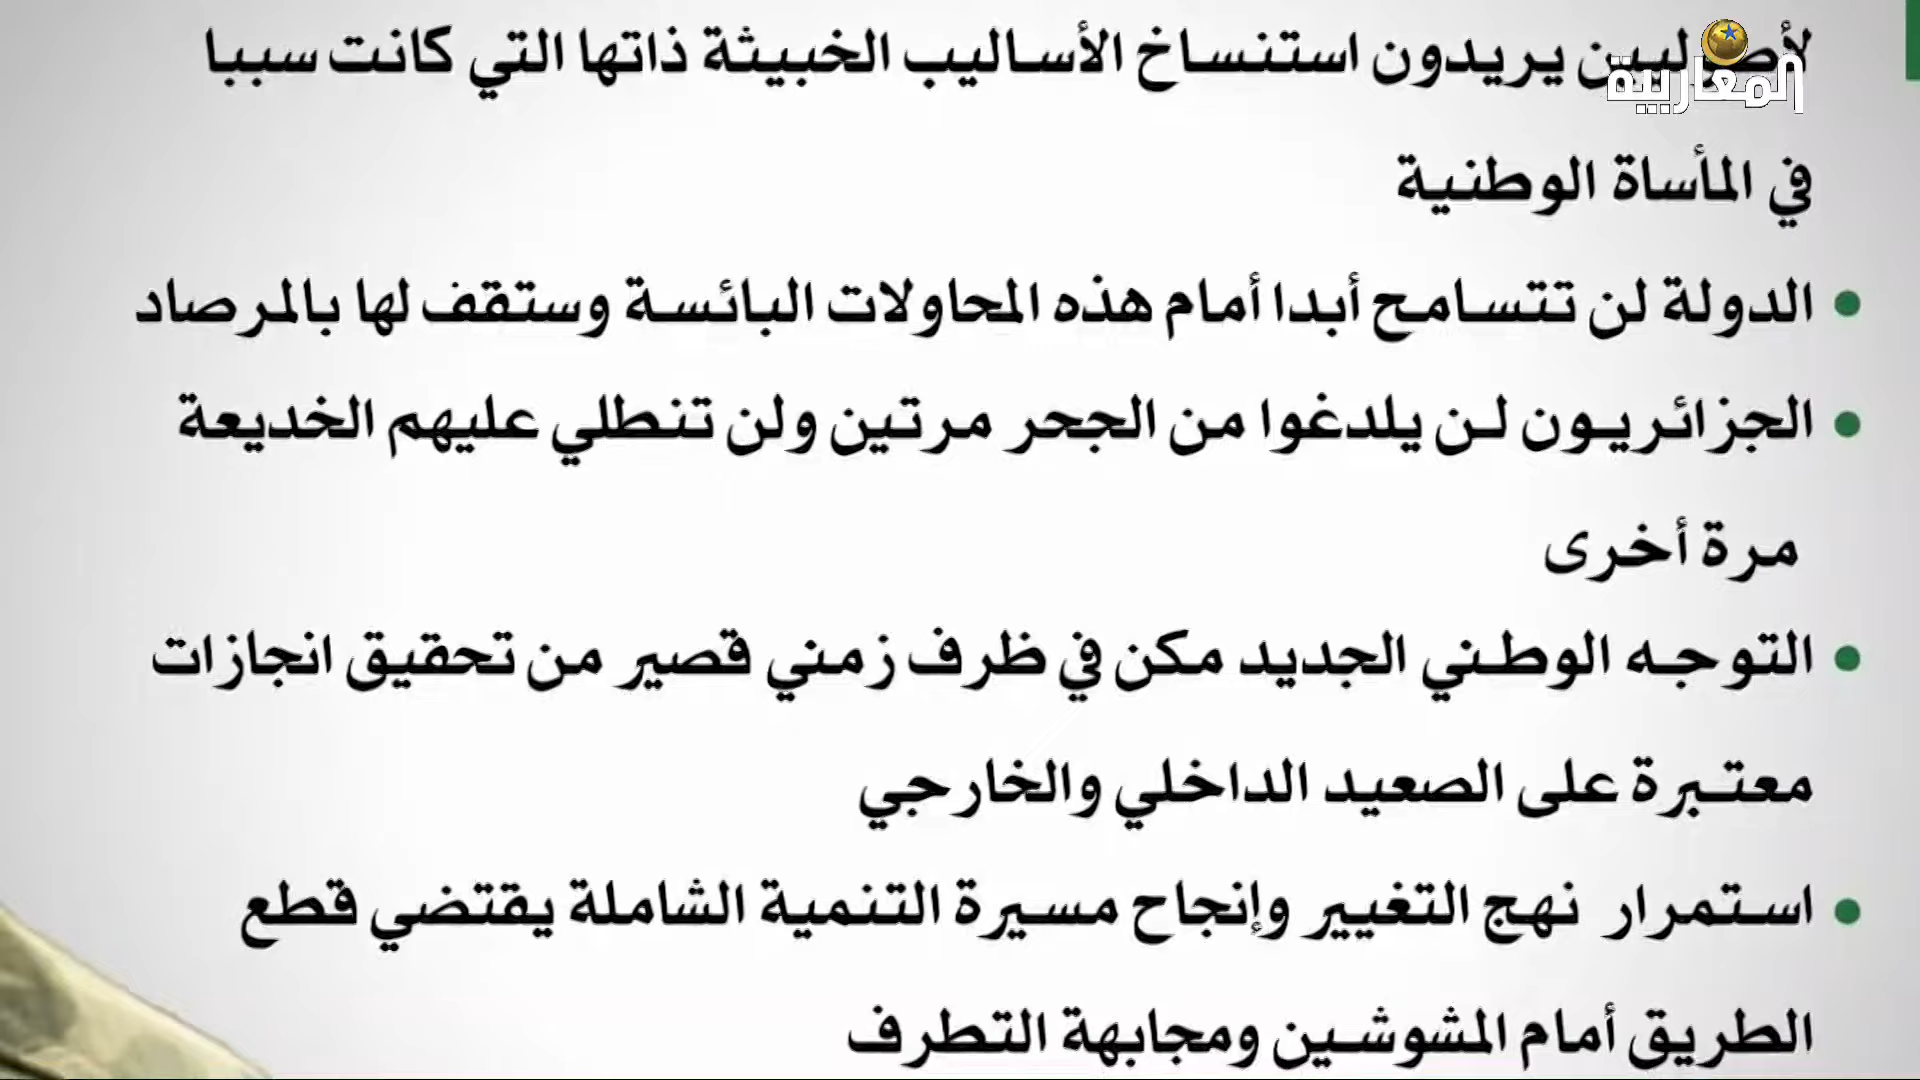 المغاربية
لأصوليين يريدون استنساخ الأساليب الخبيثة ذاتها التي كانت سببا
في المأساة الوطنية
• الدولة لن تتسامح أبدا أمام هذه المحاولات البائسة وستقف لها بالمرصاد
• الجزائريون لن يلدغوا من الجحر مرتين ولن تنطلي عليهم الخديعة
مرة أخرى
• التوجه الوطني الجديد مكن في ظرف زمني قصير من تحقيق انجازات
معتبرة على الصعيد الداخلي والخارجي
• استمرار نهج التغيير وإنجاح مسيرة التنمية الشاملة يقتضي قطع
الطريق أمام المشوشين ومجابهة التطرف